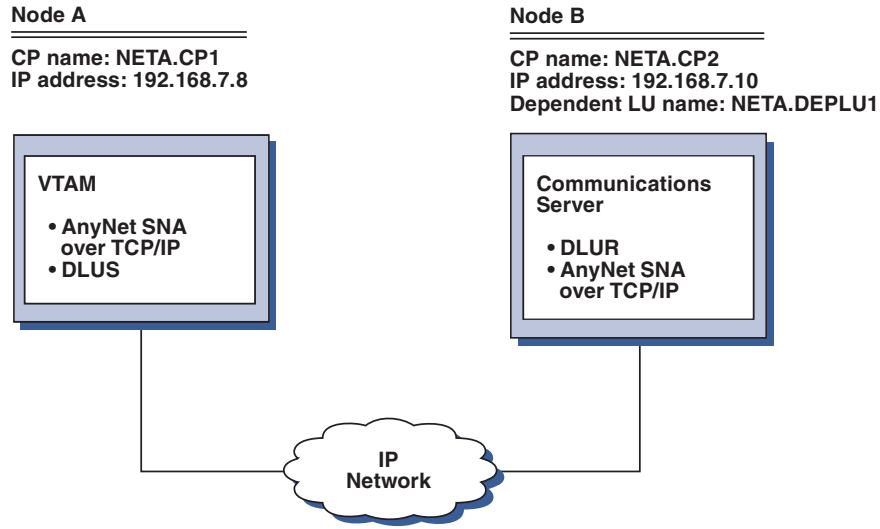 Node A
CP name: NETA.CP1
IP address: 192.168.7.8
Node B
CP name: NETA.CP2
IP address: 192.168.7.10
Dependent LU name: NETA.DEPLU1
VTAM
• AnyNet SNA
over TCP/IP
• DLUS
Communications
Server
• DLUR
• AnyNet SNA
over TCP/IP
IP
Network